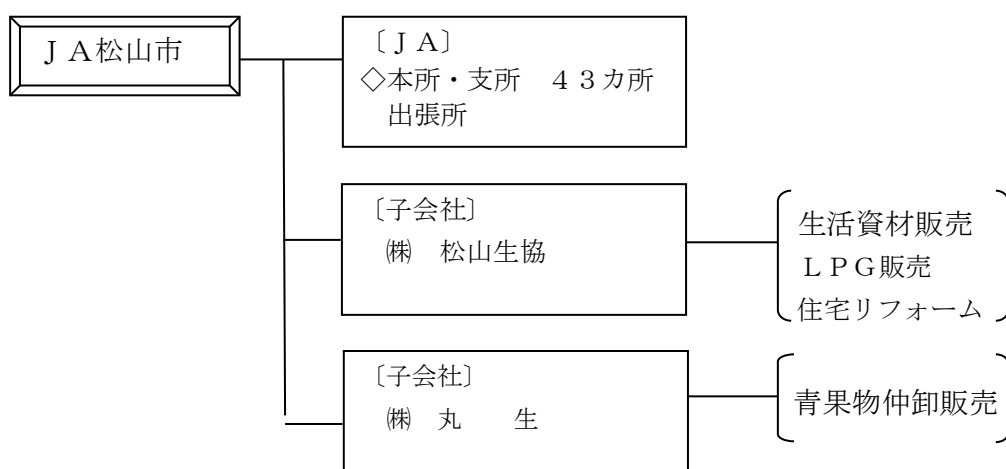 ＪＡ松山市
〔ＪＡ〕
◇本所・支所　４３カ所
出張所
〔子会社〕
㈱　松山生協
生活資材販売
ＬＰＧ販売
住宅リフォーム
〔子会社〕
㈱　丸　　生
青果物仲卸販売